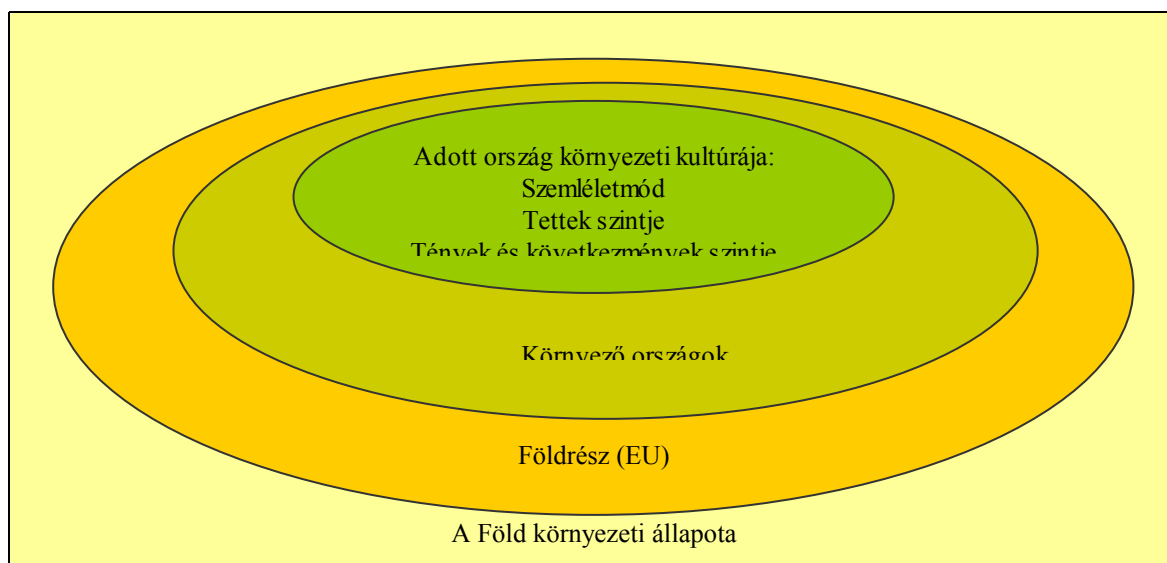 Adott ország környezeti kultúrája:
Szemléletmód
Tettek szintje
Tények és következmények szintje
Környező országok
Földrész (EU)
A Föld környezeti állapota